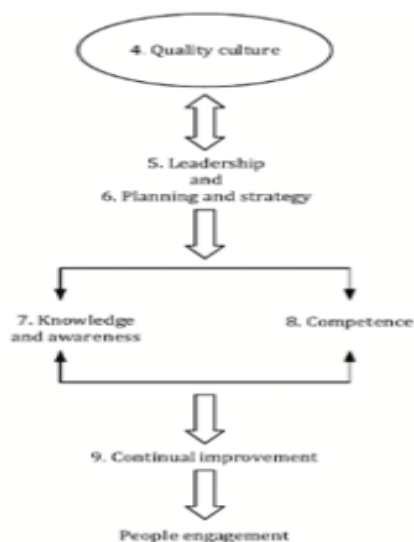 4. Quality culture
5. Leadership
and
6. Planning and strategy
7. Knowledge
and awareness
8. Competence
9. Continual improvement
People engagement